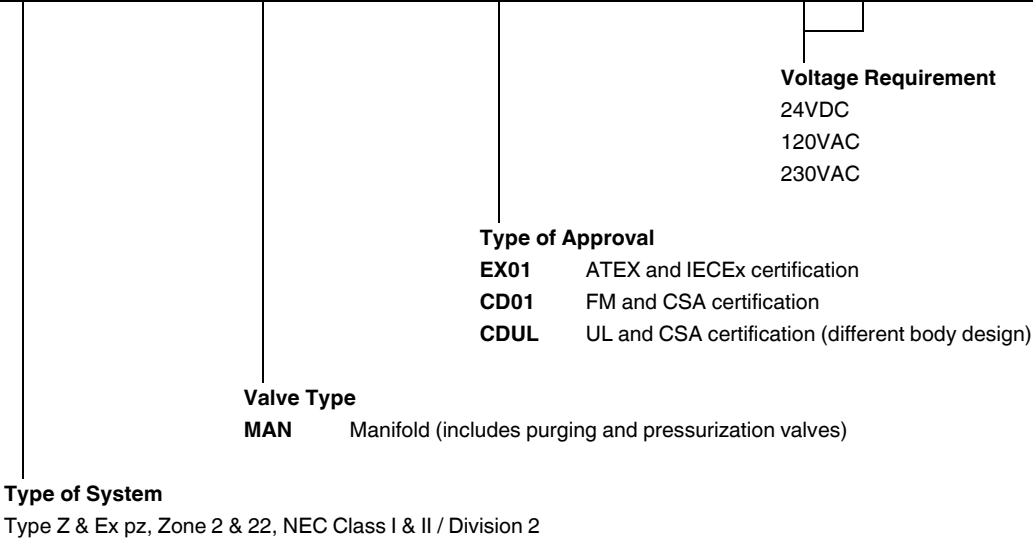 Voltage Requirement
24VDC
120VAC
230VAC
Type of Approval
EX01 ATEX and IECEx certification
CD01 FM and CSA certification
CDUL UL and CSA certification (different body design)
Valve Type
MAN Manifold (includes purging and pressurization valves)
Type of System
Type Z & Ex pz, Zone 2 & 22, NEC Class I & II / Division 2